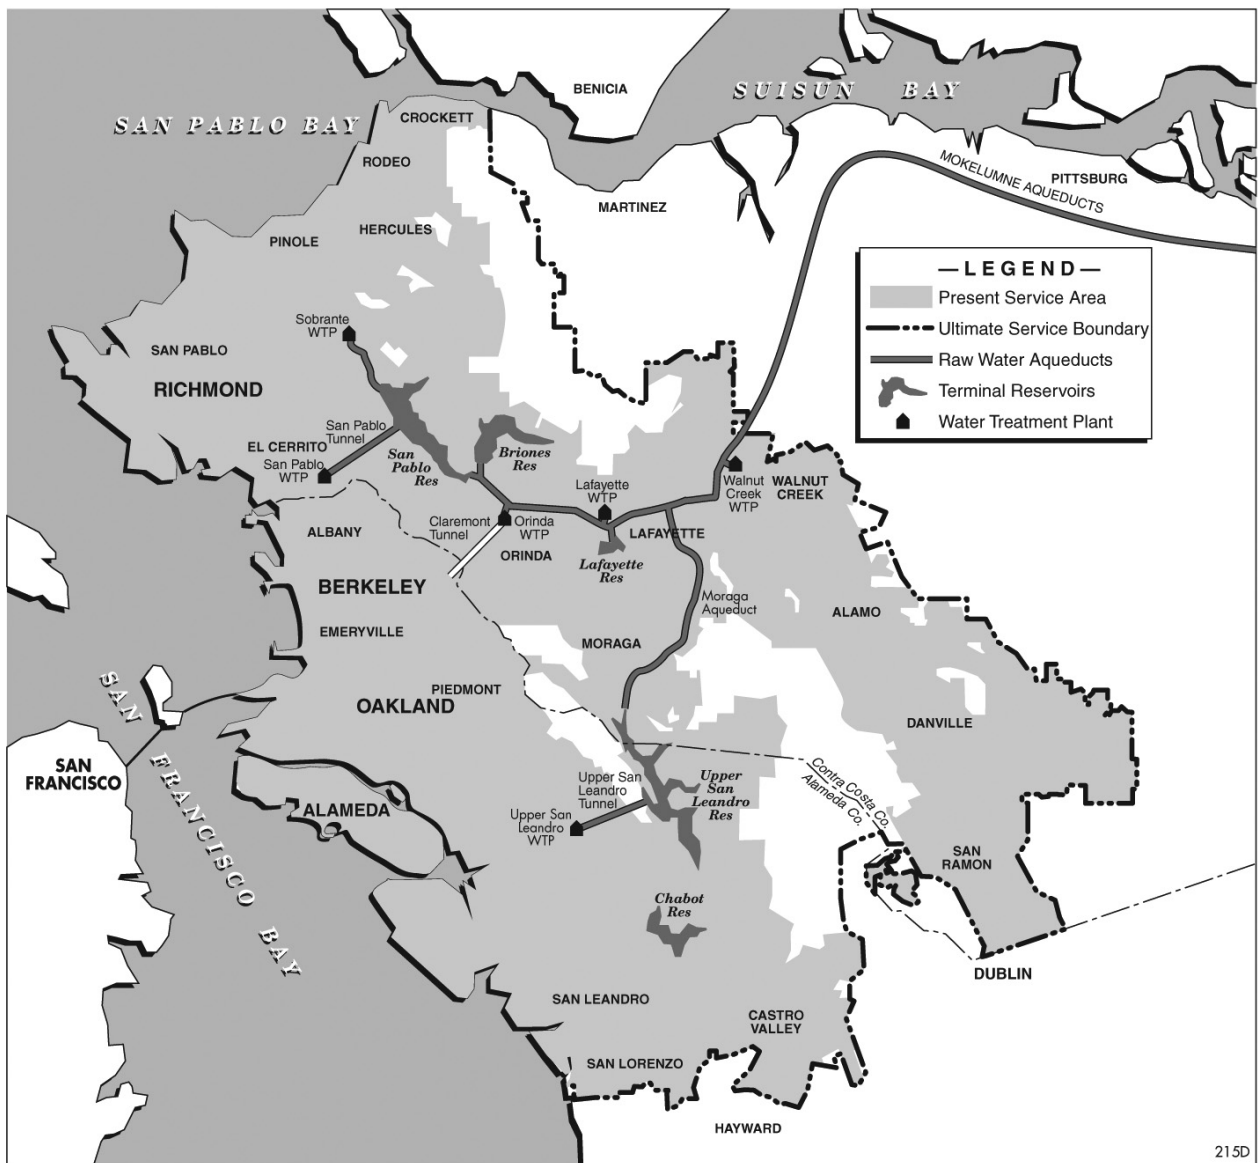 BENICIA
SUISUN BAY
SAN PABLO BAY
CROCKETT
MOKELUMNE AQUEDUCTS
PITTSBURG
RODEO
MARTINEZ
HERCULES
PINOLE
— L E G E N D —
Present Service Area
Ultimate Service Boundary
Raw Water Aqueducts
Terminal Reservoirs
Water Treatment Plant
Sobrante
WTP
SAN PABLO
RICHMOND
San Pablo
Tunnel
EL CERRITO
San Pablo
WTP
San
Pablo
Res
Briones
Res
Lafayette
WTP
Walnut
Creek
WTP
WALNUT
CREEK
Claremont
Tunnel
Orinda
WTP
LAFAYETTE
ALBANY
ORINDA
Lafayette
Res
BERKELEY
Moraga
Aqueduct
ALAMO
EMERYVILLE
MORAGA
PIEDMONT
OAKLAND
DANVILLE
SAN FRANCISCO BAY
SAN
FRANCISCO
ALAMEDA
Upper San
Leandro
Tunnel
Upper
San
Leandro
Res
Contra Costa Co.
Alameda Co.
Upper San
Leandro
WTP
SAN
RAMON
Chabot
Res
DUBLIN
SAN LEANDRO
CASTRO
VALLEY
SAN LORENZO
HAYWARD
215D